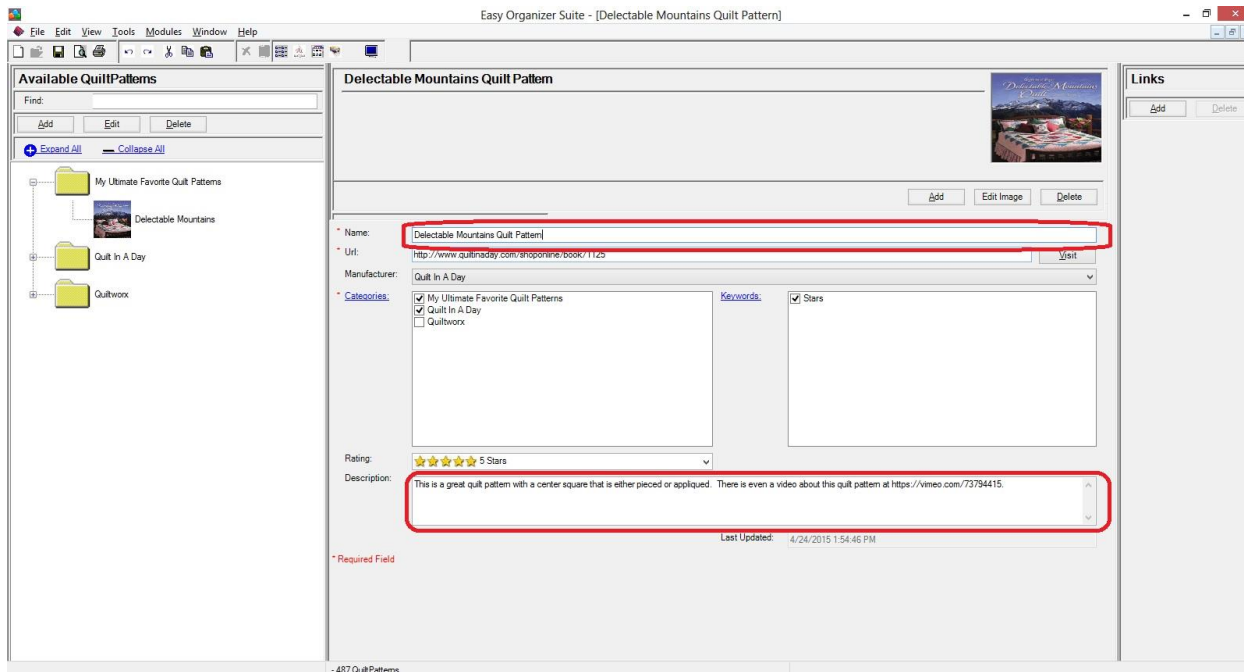 Easy Organizer Suite - [Delectable Mountains Quilt Pattern]
File Edit View Tools Modules Window Help
Available QuiltPatterns
Find:
Add Edit Delete
Expand All Collapse All
My Ultimate Favorite Quilt Patterns
Delectable Mountains
Quilt In A Day
Quiltworx
Delectable Mountains Quilt Pattern
Delectable Mountains
Quilt
Add Edit Image Delete
* Name: Delectable Mountains Quilt Pattern
* Url: http://www.quiltinaday.com/shoponline/book/1125 Visit
Manufacturer: Quilt In A Day
* Categories: My Ultimate Favorite Quilt Patterns
Quilt In A Day
Quiltworx
Keywords: Stars
Rating: 5 Stars
Description: This is a great quilt pattern with a center square that is either pieced or appliqued. There is even a video about this quilt pattern at https://vimeo.com/73794415.
Last Updated: 4/24/2015 1:54:46 PM
* Required Field
Links
Add Delete
- 487 QuiltPatterns